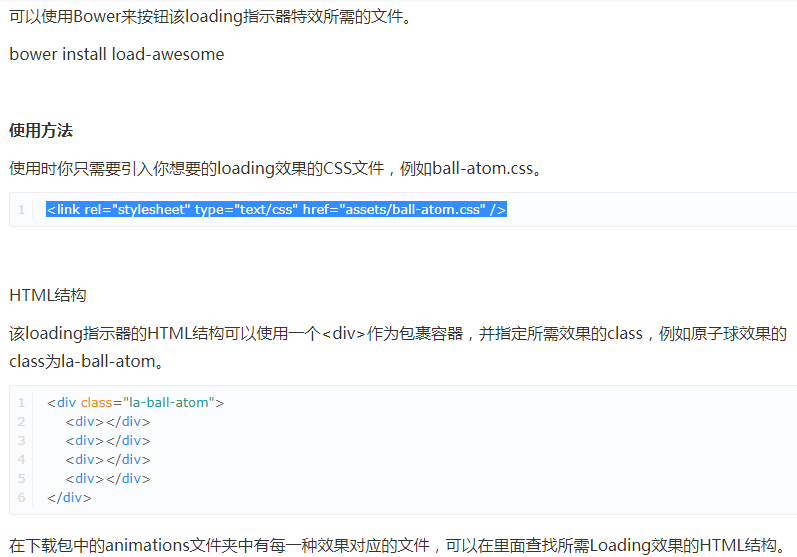 可以使用Bower来按钮该loading指示器特效所需的文件。
bower install load-awesome
使用方法
使用时你只需要引入你想要的loading效果的CSS文件，例如ball-atom.css。
1 <link rel="stylesheet" type="text/css" href="assets/ball-atom.css" />
HTML结构
该loading指示器的HTML结构可以使用一个<div>作为包裹容器，并指定所需效果的class，例如原子球效果的
class为la-ball-atom。
1 <div class="la-ball-atom">
2 <div></div>
3 <div></div>
4 <div></div>
5 <div></div>
6 </div>
在下载包中的animations文件夹中有每一种效果对应的文件，可以在里面查找所需Loading效果的HTML结构。